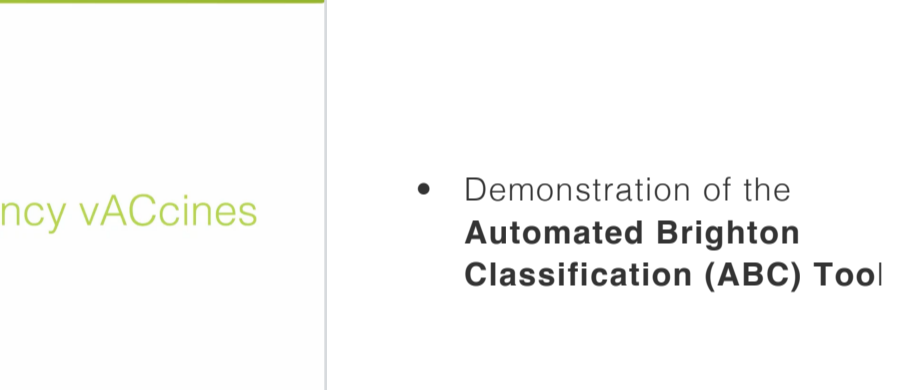 ncy vACcines
• Demonstration of the
Automated Brighton
Classification (ABC) Tool